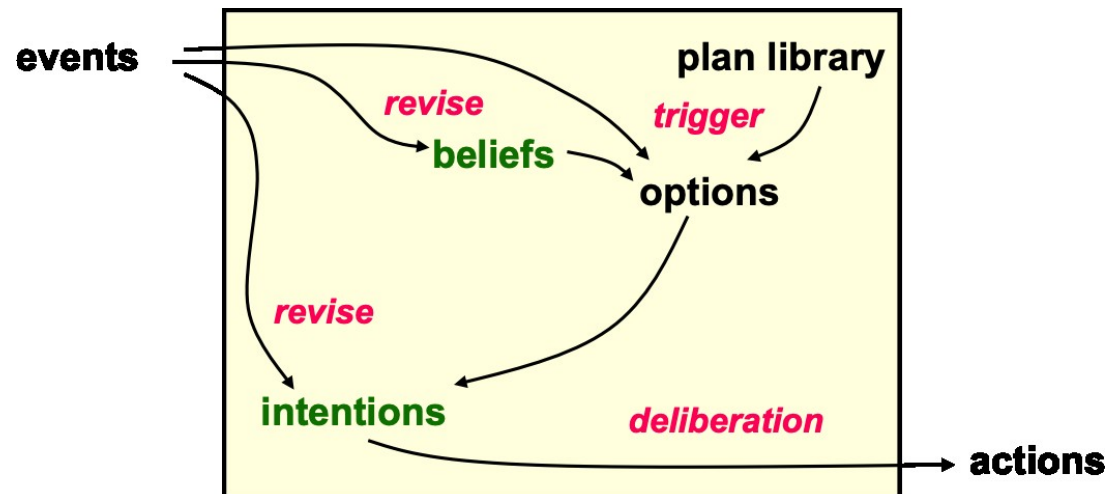 events
plan library
revise
trigger
beliefs
options
revise
intentions
deliberation
actions